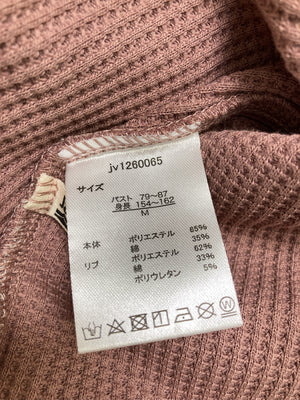 jv1260065
サイズ
バスト 79〜87
身長 154〜162
M
本体 ポリエステル 65%
綿 35%
リブ ポリエステル 62%
綿 33%
ポリウレタン 5%